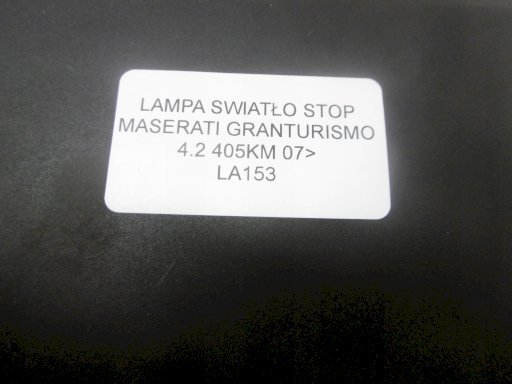 LAMPA SWIATŁO STOP
MASERATI GRANTURISMO
4.2 405KM 07>
LA153